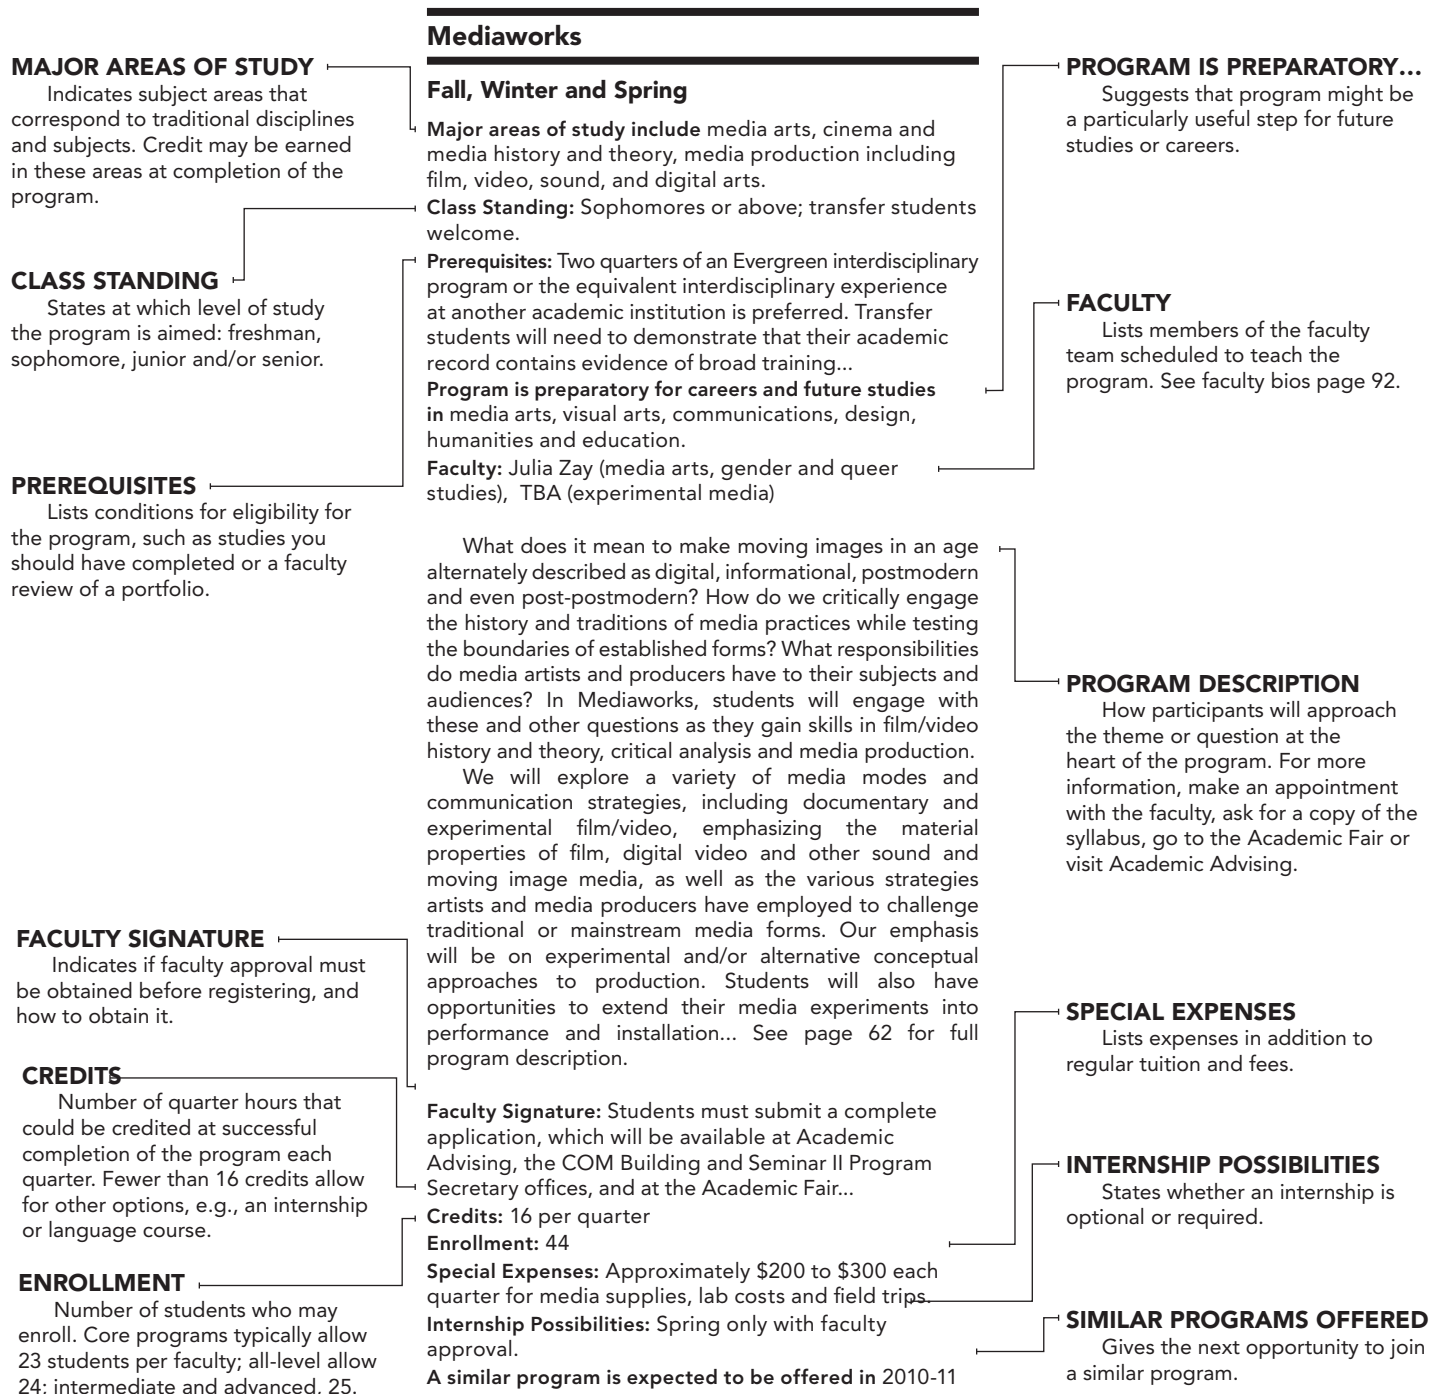 Mediaworks
Fall, Winter and Spring
Major areas of study include media arts, cinema and
media history and theory, media production including
film, video, sound, and digital arts.
Class Standing: Sophomores or above; transfer students
welcome.
Prerequisites: Two quarters of an Evergreen interdisciplinary
program or the equivalent interdisciplinary experience
at another academic institution is preferred. Transfer
students will need to demonstrate that their academic
record contains evidence of broad training...
Program is preparatory for careers and future studies
in media arts, visual arts, communications, design,
humanities and education.
Faculty: Julia Zay (media arts, gender and queer
studies), TBA (experimental media)
What does it mean to make moving images in an age
alternately described as digital, informational, postmodern
and even post-postmodern? How do we critically engage
the history and traditions of media practices while testing
the boundaries of established forms? What responsibilities
do media artists and producers have to their subjects and
audiences? In Mediaworks, students will engage with
these and other questions as they gain skills in film/video
history and theory, critical analysis and media production.
We will explore a variety of media modes and
communication strategies, including documentary and
experimental film/video, emphasizing the material
properties of film, digital video and other sound and
moving image media, as well as the various strategies
artists and media producers have employed to challenge
traditional or mainstream media forms. Our emphasis
will be on experimental and/or alternative conceptual
approaches to production. Students will also have
opportunities to extend their media experiments into
performance and installation... See page 62 for full
program description.
Faculty Signature: Students must submit a complete
application, which will be available at Academic
Advising, the COM Building and Seminar II Program
Secretary offices, and at the Academic Fair...
Credits: 16 per quarter
Enrollment: 44
Special Expenses: Approximately $200 to $300 each
quarter for media supplies, lab costs and field trips.
Internship Possibilities: Spring only with faculty
approval.
A similar program is expected to be offered in 2010-11
MAJOR AREAS OF STUDY
Indicates subject areas that
correspond to traditional disciplines
and subjects. Credit may be earned
in these areas at completion of the
program.
CLASS STANDING
States at which level of study
the program is aimed: freshman,
sophomore, junior and/or senior.
PREREQUISITES
Lists conditions for eligibility for
the program, such as studies you
should have completed or a faculty
review of a portfolio.
FACULTY SIGNATURE
Indicates if faculty approval must
be obtained before registering, and
how to obtain it.
CREDITS
Number of quarter hours that
could be credited at successful
completion of the program each
quarter. Fewer than 16 credits allow
for other options, e.g., an internship
or language course.
ENROLLMENT
Number of students who may
enroll. Core programs typically allow
23 students per faculty; all-level allow
24; intermediate and advanced, 25.
PROGRAM IS PREPARATORY...
Suggests that program might be
a particularly useful step for future
studies or careers.
FACULTY
Lists members of the faculty
team scheduled to teach the
program. See faculty bios page 92.
PROGRAM DESCRIPTION
How participants will approach
the theme or question at the
heart of the program. For more
information, make an appointment
with the faculty, ask for a copy of the
syllabus, go to the Academic Fair or
visit Academic Advising.
SPECIAL EXPENSES
Lists expenses in addition to
regular tuition and fees.
INTERNSHIP POSSIBILITIES
States whether an internship is
optional or required.
SIMILAR PROGRAMS OFFERED
Gives the next opportunity to join
a similar program.